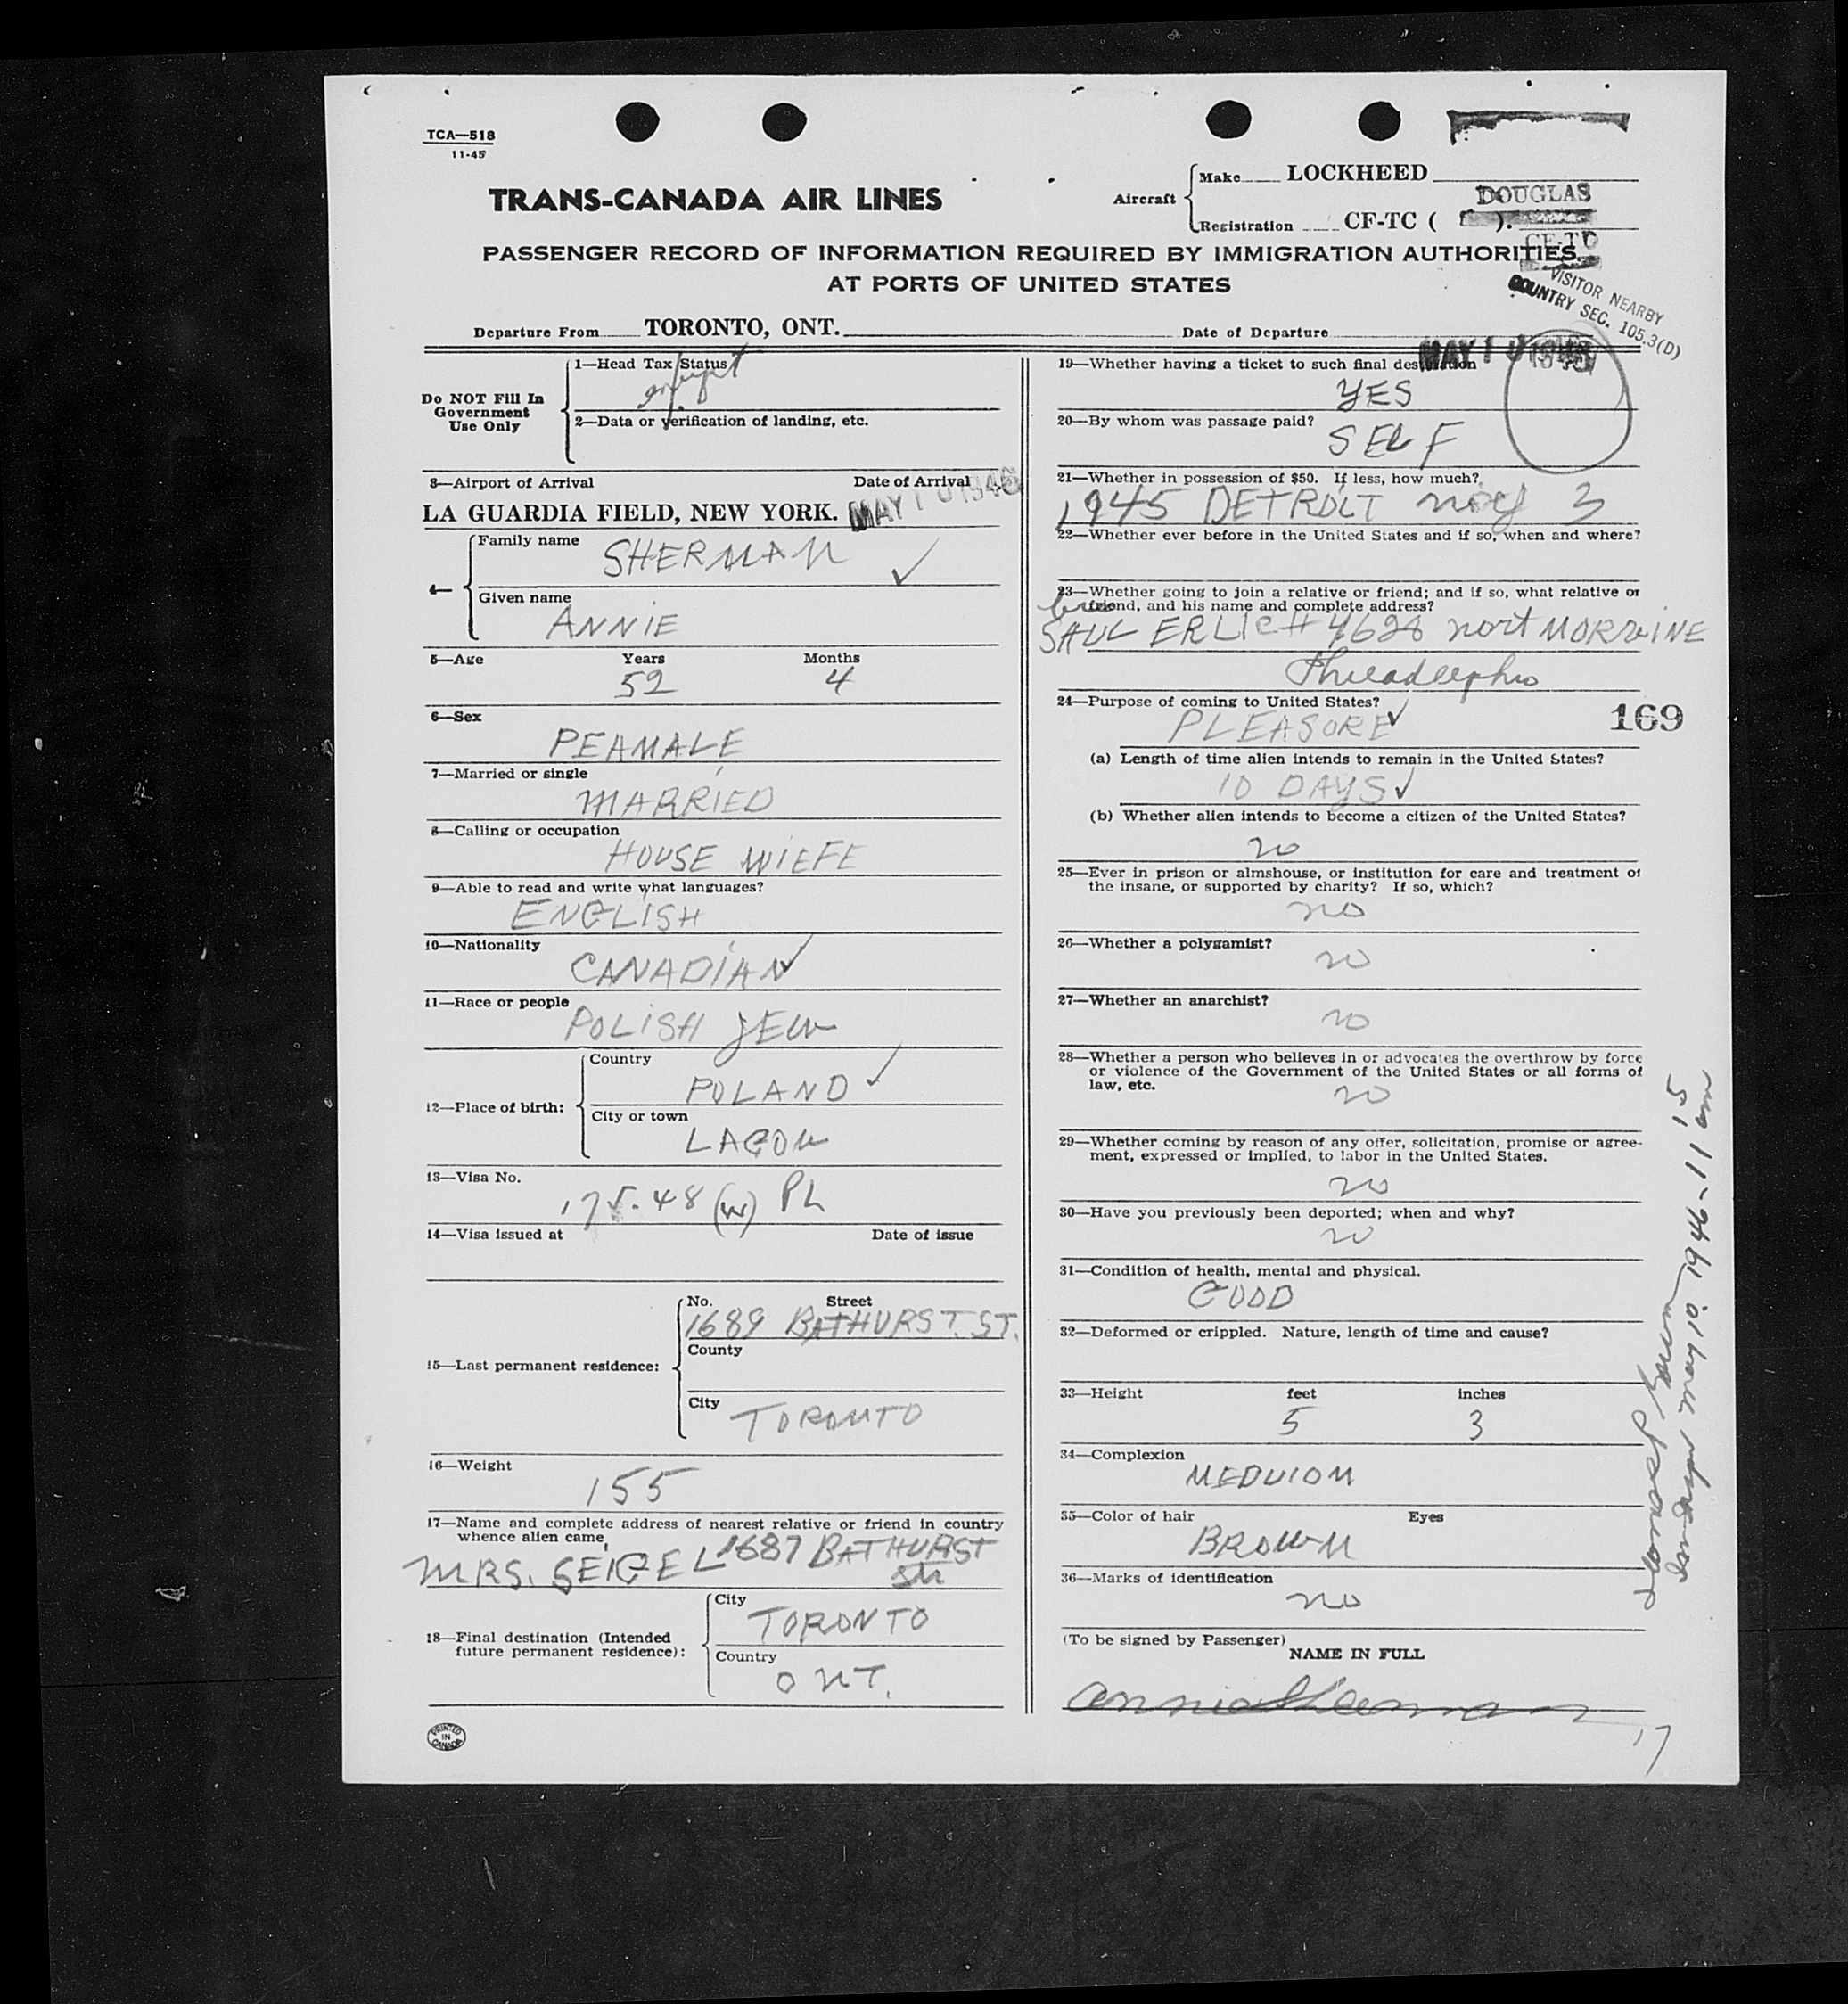 TCA—518
11-45
TRANS-CANADA AIR LINES
Aircraft
Make LOCKHEED
DOUGLAS
Registration CF-TC ( ).
CF-TD
PASSENGER RECORD OF INFORMATION REQUIRED BY IMMIGRATION AUTHORITIES
AT PORTS OF UNITED STATES
VISITOR NEARBY
COUNTRY SEC. 105.3(D)
Departure From TORONTO, ONT. Date of Departure MAY 10 1946
Do NOT Fill In
Government
Use Only
1—Head Tax Status
2—Data or verification of landing, etc.
3—Airport of Arrival Date of Arrival
LA GUARDIA FIELD, NEW YORK. MAY 10 1946
4—
Family name SHERMAN
Given name
ANNIE
5—Age Years Months
52 4
6—Sex
PEAMALE
7—Married or single
MARRIED
8—Calling or occupation
HOUSE WIEFE
9—Able to read and write what languages?
ENGLISH
10—Nationality
CANADIAN
11—Race or people
POLISH JEW
12—Place of birth:
Country
POLAND
City or town
LAGOW
13—Visa No.
175.48 (w) PL
14—Visa issued at Date of issue
15—Last permanent residence:
No. Street
1689 BATHURST. ST.
County
City
TORONTO
16—Weight
155
17—Name and complete address of nearest relative or friend in country
whence alien came
MRS. SEIGEL 1687 BATHURST
18—Final destination (Intended
future permanent residence):
City
TORONTO
Country
ONT.
PRINTED
IN
CANADA
19—Whether having a ticket to such final destination
YES
20—By whom was passage paid?
SELF
21—Whether in possession of $50. If less, how much?
1945 DETROIT 3
22—Whether ever before in the United States and if so, when and where?
23—Whether going to join a relative or friend; and if so, what relative or
friend, and his name and complete address?
SAUL ERLICH 4628 nort MORVINE
24—Purpose of coming to United States?
PLEASORE
169
(a) Length of time alien intends to remain in the United States?
10 DAYS
(b) Whether alien intends to become a citizen of the United States?
no
25—Ever in prison or almshouse, or institution for care and treatment of
the insane, or supported by charity? If so, which?
no
26—Whether a polygamist?
no
27—Whether an anarchist?
no
28—Whether a person who believes in or advocates the overthrow by force
or violence of the Government of the United States or all forms of
law, etc.
no
29—Whether coming by reason of any offer, solicitation, promise or agree-
ment, expressed or implied, to labor in the United States.
no
30—Have you previously been deported; when and why?
no
31—Condition of health, mental and physical.
GOOD
32—Deformed or crippled. Nature, length of time and cause?
33—Height feet inches
5 3
34—Complexion
MEDUIOM
35—Color of hair Eyes
BROWN
36—Marks of identification
no
(To be signed by Passenger)
NAME IN FULL
Annie Sherman
17